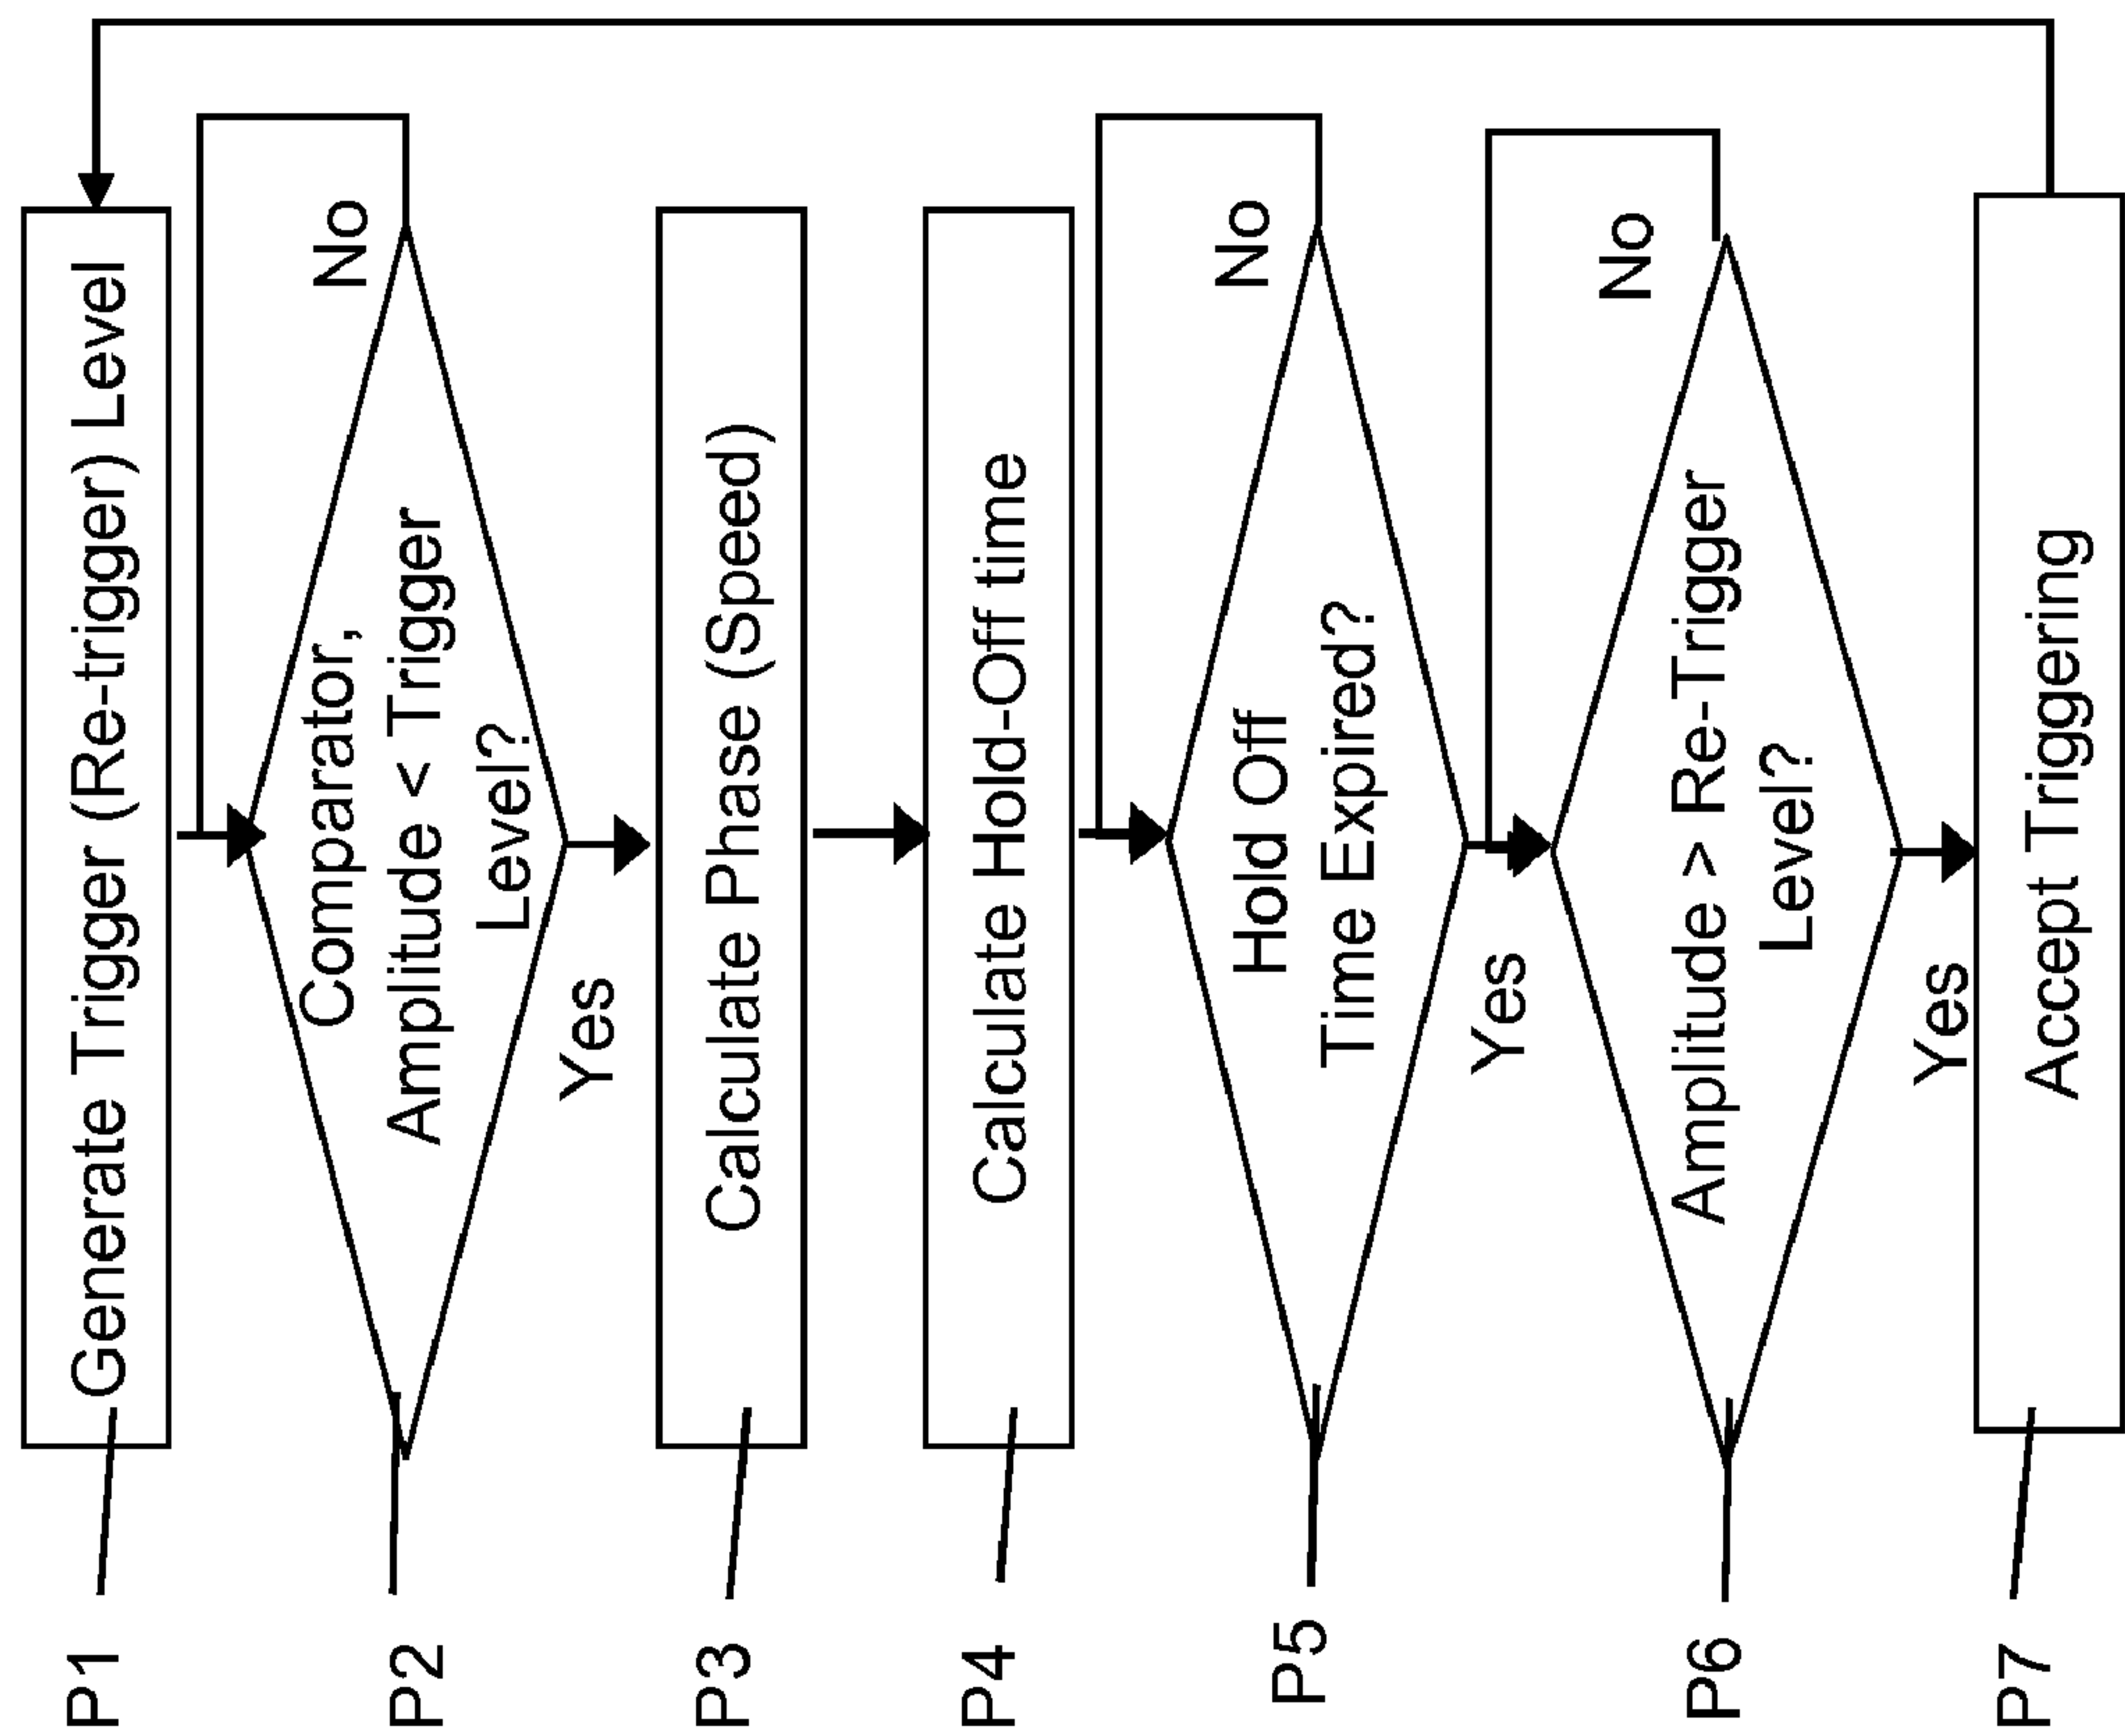 P1
Generate Trigger (Re-trigger) Level
P2
Comparator,
Amplitude < Trigger
Level?
No
Yes
P3
Calculate Phase (Speed)
P4
Calculate Hold-Off time
P5
Hold Off
Time Expired?
No
Yes
P6
Amplitude > Re-Trigger
Level?
No
Yes
P7
Accept Triggering